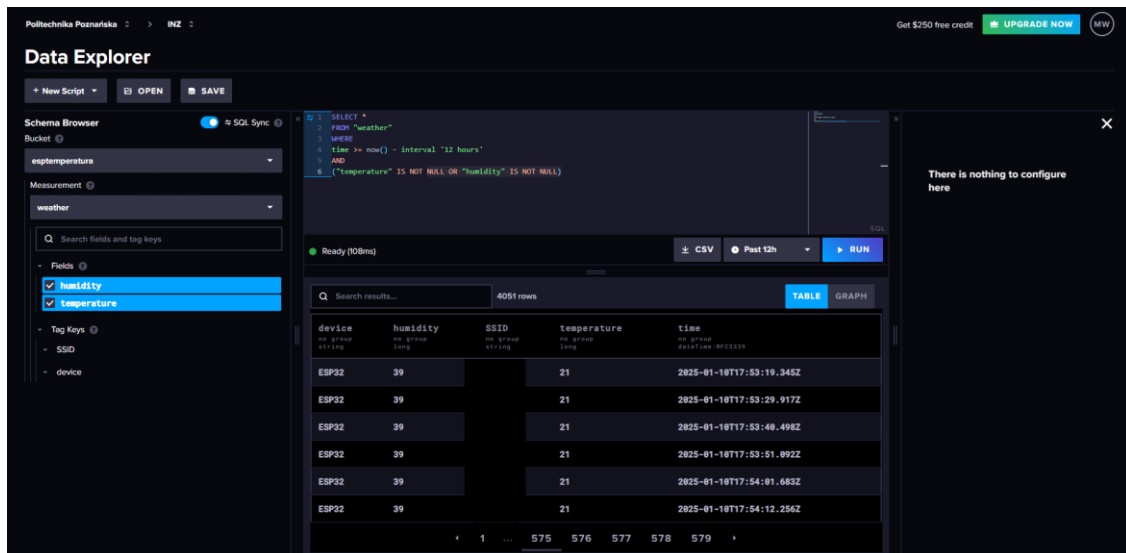 Politechnika Poznańska > INZ
Get $250 free credit UPGRADE NOW MW
Data Explorer
+ New Script OPEN SAVE
Schema Browser SQL Sync
Bucket
esptemperatura
Measurement
weather
Search fields and tag keys
Fields
humidity
temperature
Tag Keys
SSID
device
1 SELECT *
2 FROM "weather"
3 WHERE
4 time >= now() - interval '12 hours'
5 AND
6 ("temperature" IS NOT NULL OR "humidity" IS NOT NULL)
SQL
Ready (108ms) CSV Past 12h RUN
Search results... 4051 rows TABLE GRAPH
device humidity SSID temperature time
no group no group no group no group no group
string long string long dateTime:RFC3339
ESP32 39 21 2025-01-10T17:53:19.345Z
ESP32 39 21 2025-01-10T17:53:29.917Z
ESP32 39 21 2025-01-10T17:53:40.498Z
ESP32 39 21 2025-01-10T17:53:51.092Z
ESP32 39 21 2025-01-10T17:54:01.683Z
ESP32 39 21 2025-01-10T17:54:12.256Z
1 ... 575 576 577 578 579
There is nothing to configure
here